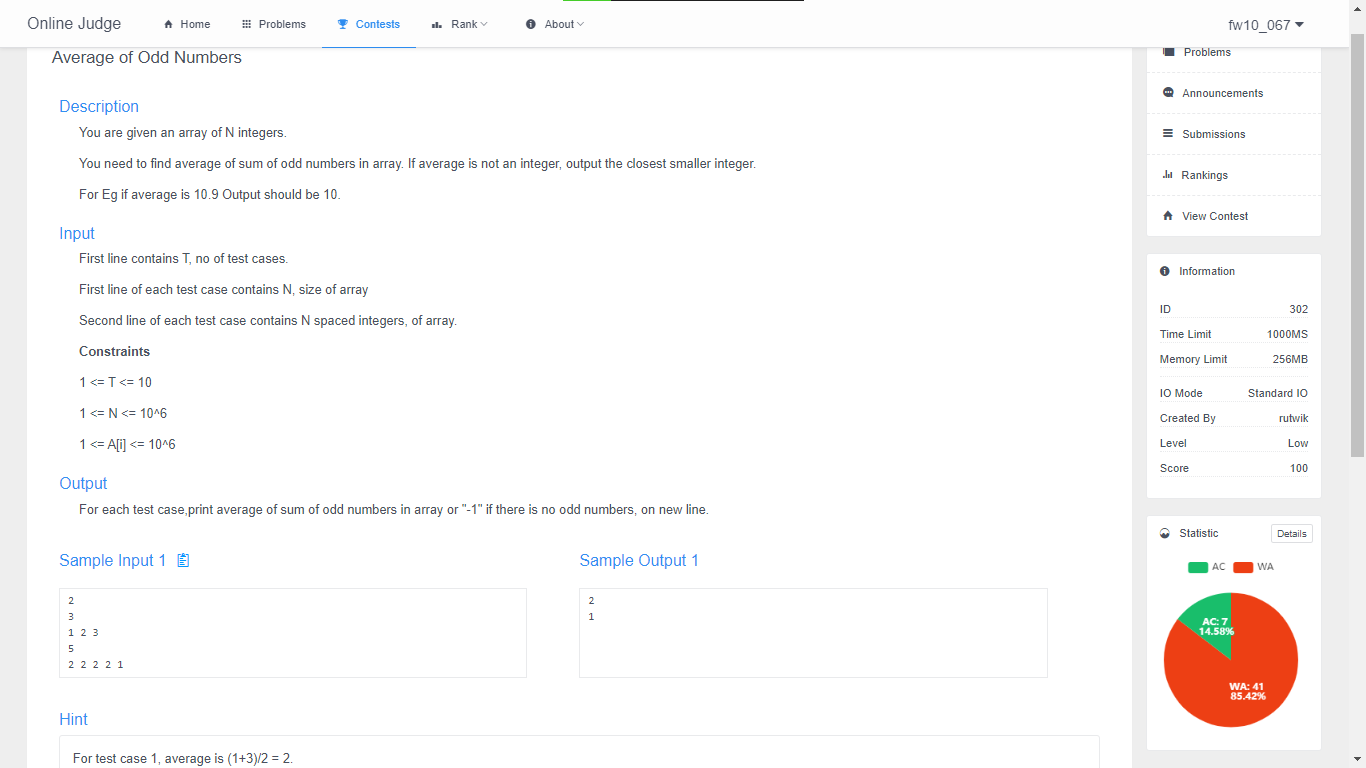 Online Judge
Home
Problems
Contests
Rank
About
fw10_067
Average of Odd Numbers
Description
You are given an array of N integers.
You need to find average of sum of odd numbers in array. If average is not an integer, output the closest smaller integer.
For Eg if average is 10.9 Output should be 10.
Input
First line contains T, no of test cases.
First line of each test case contains N, size of array
Second line of each test case contains N spaced integers, of array.
Constraints
1 <= T <= 10
1 <= N <= 10^6
1 <= A[i] <= 10^6
Output
For each test case,print average of sum of odd numbers in array or "-1" if there is no odd numbers, on new line.
Sample Input 1
2
3
1 2 3
5
2 2 2 2 1
Sample Output 1
2
1
Hint
For test case 1, average is (1+3)/2 = 2.
Problems
Announcements
Submissions
Rankings
View Contest
Information
ID 302
Time Limit 1000MS
Memory Limit 256MB
IO Mode Standard IO
Created By rutwik
Level Low
Score 100
Statistic Details
AC WA
AC: 7
14.58%
WA: 41
85.42%